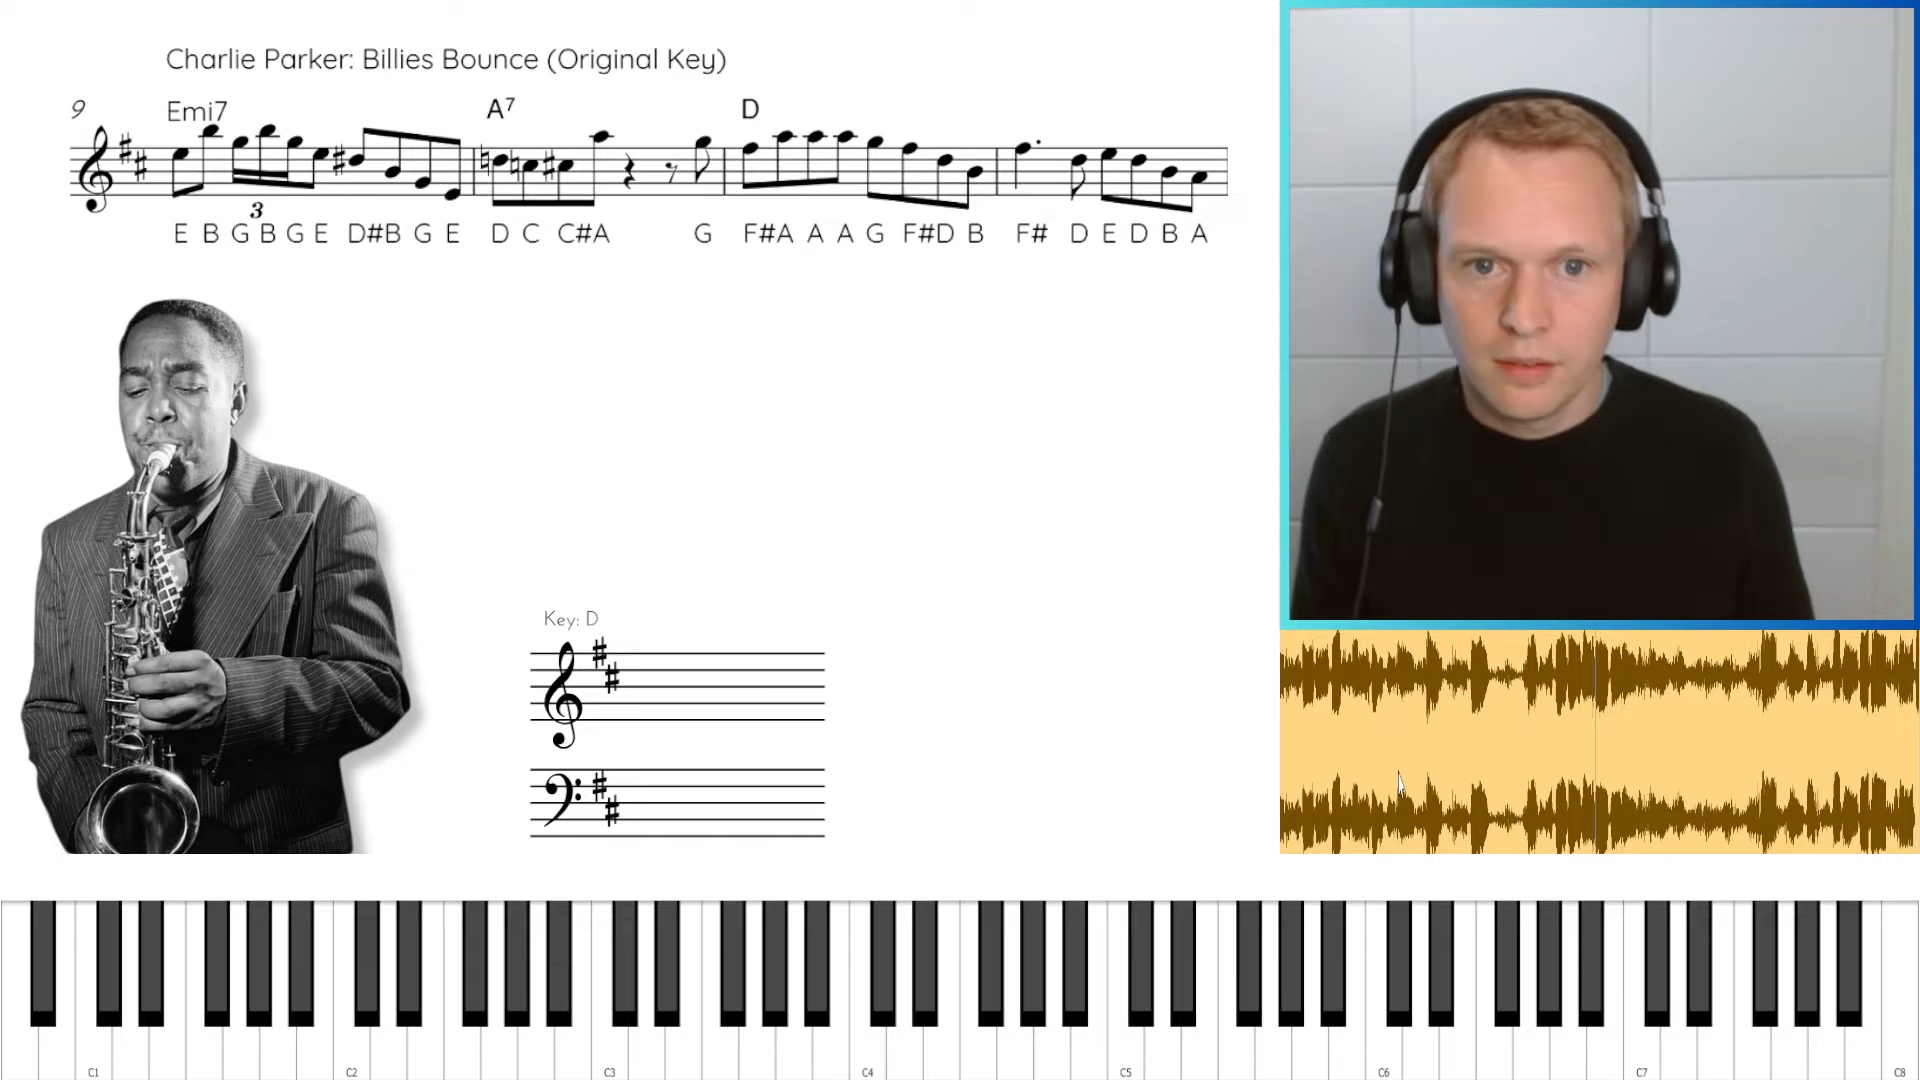 Charlie Parker: Billies Bounce (Original Key)
9 Emi7 A7 D
3
E B G B G E D# B G E D C C# A G F# A A A G F# D B F# D E D B A
Key: D
C1 C2 C3 C4 C5 C6 C7 C8